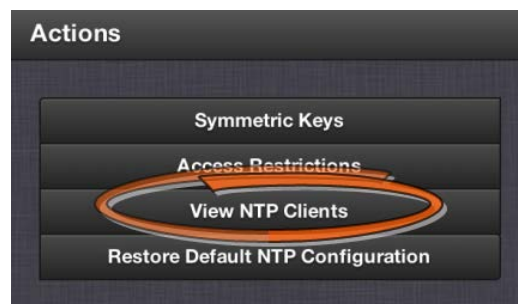 Actions
Symmetric Keys
Access Restrictions
View NTP Clients
Restore Default NTP Configuration